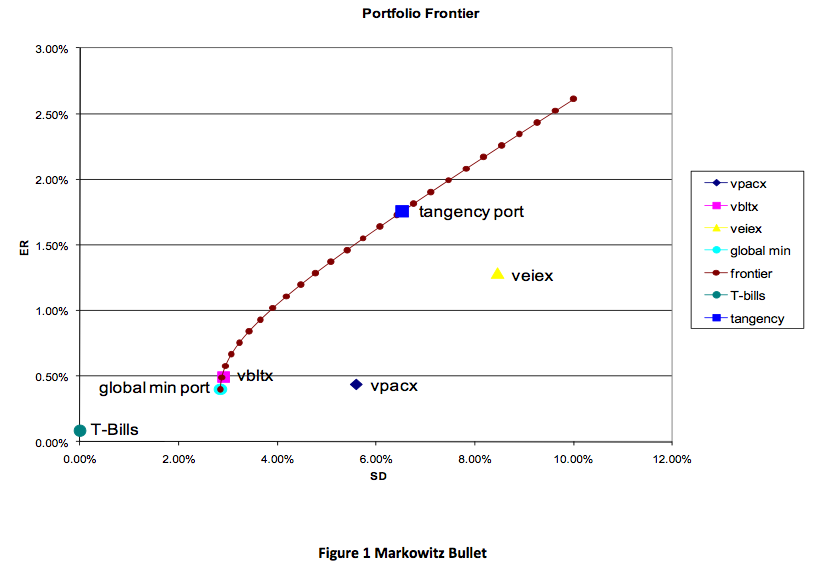 Portfolio Frontier
3.00%
2.50%
2.00%
1.50%
1.00%
0.50%
0.00%
ER
tangency port
veiex
vbltx
global min port
vpacx
T-Bills
0.00%
2.00%
4.00%
6.00%
8.00%
10.00%
12.00%
SD
vpacx
vbltx
veiex
global min
frontier
T-bills
tangency
Figure 1 Markowitz Bullet